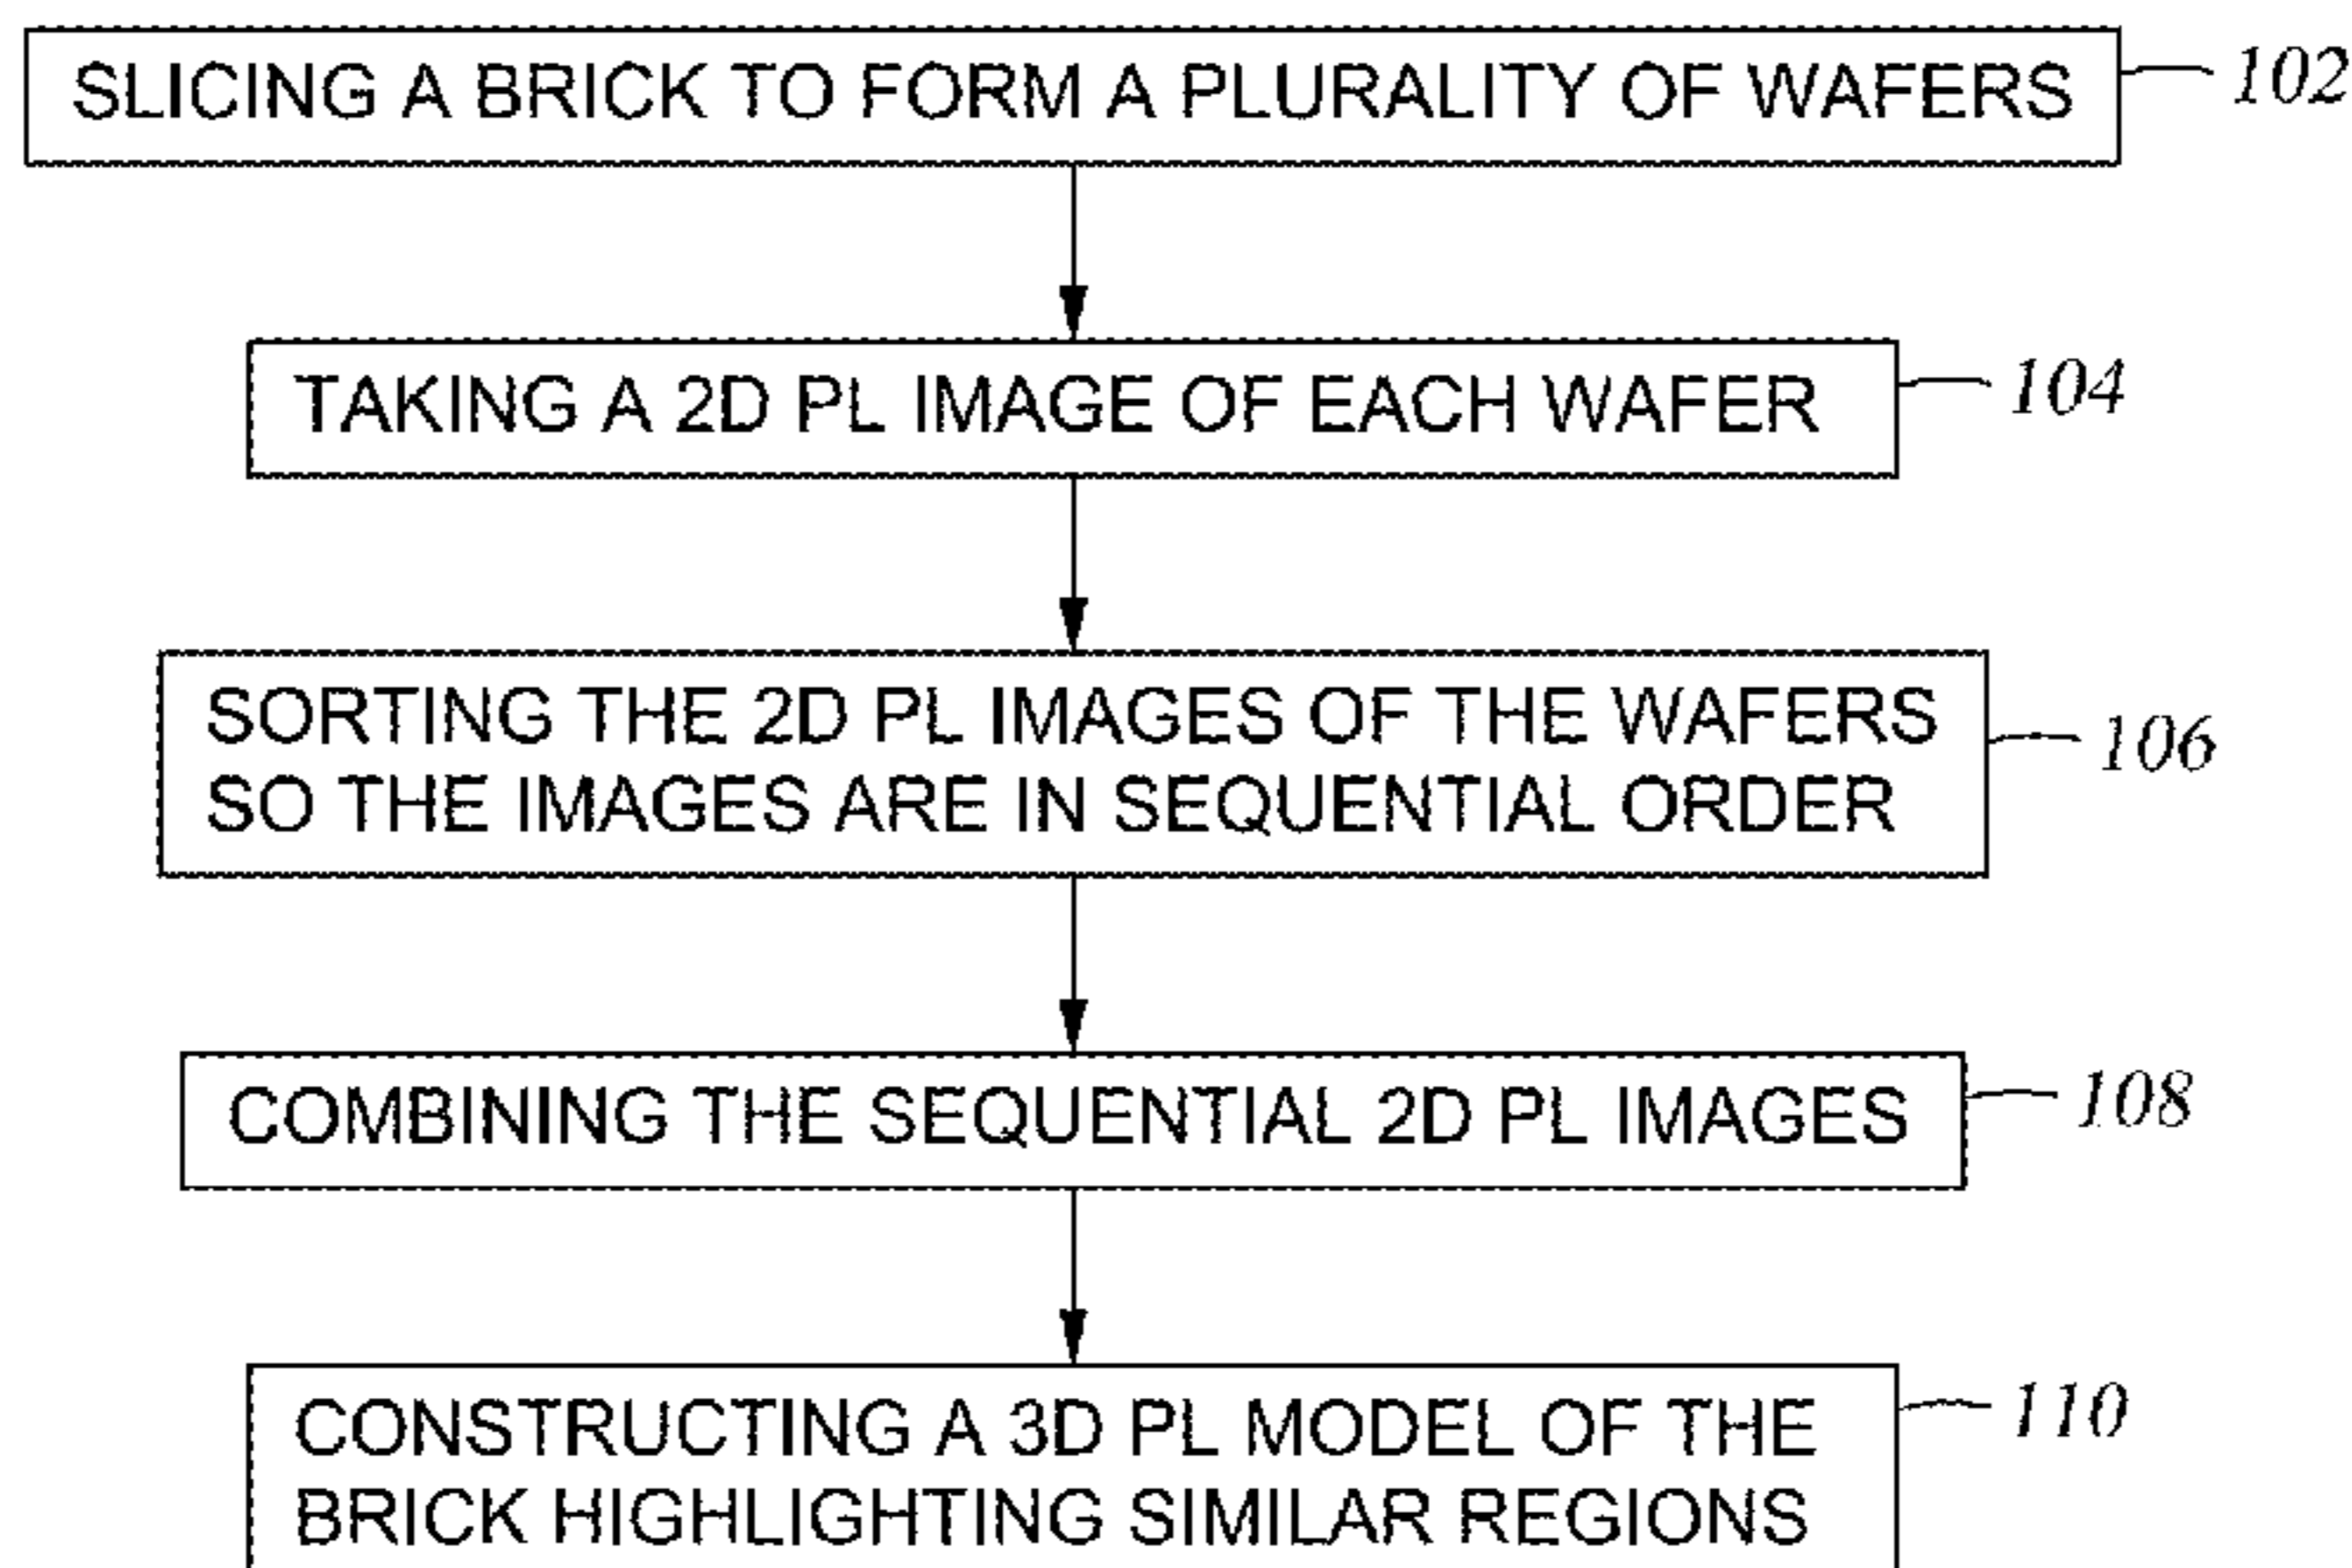 SLICING A BRICK TO FORM A PLURALITY OF WAFERS
102
TAKING A 2D PL IMAGE OF EACH WAFER
104
SORTING THE 2D PL IMAGES OF THE WAFERS
SO THE IMAGES ARE IN SEQUENTIAL ORDER
106
COMBINING THE SEQUENTIAL 2D PL IMAGES
108
CONSTRUCTING A 3D PL MODEL OF THE
BRICK HIGHLIGHTING SIMILAR REGIONS
110